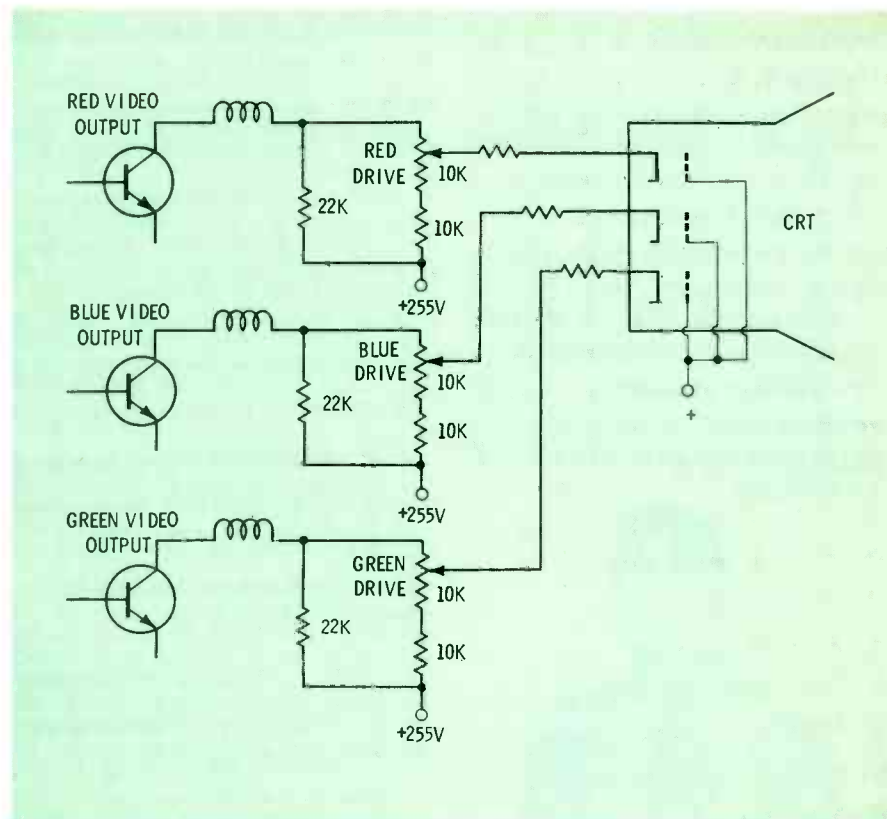 RED VIDEO
OUTPUT
RED
DRIVE
10K
22K
10K
+255V
CRT
BLUE VIDEO
OUTPUT
BLUE
DRIVE
10K
22K
10K
+255V
+
GREEN VIDEO
OUTPUT
GREEN
DRIVE
10K
22K
10K
+255V